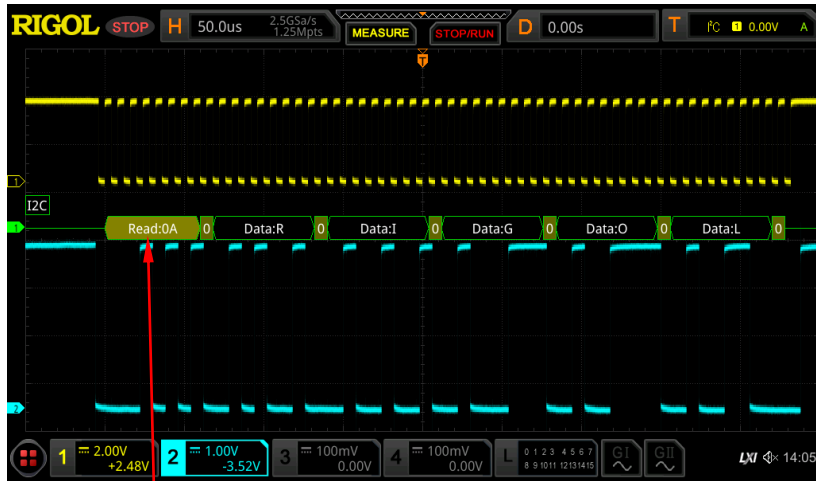 RIGOL STOP H 50.0us 2.5GSa/s 1.25Mpts MEASURE STOP/RUN D 0.00s T I²C 1 0.00V A
T
1
I2C
1 Read:0A 0 Data:R 0 Data:I 0 Data:G 0 Data:O 0 Data:L 0
2
1 2.00V +2.48V 2 1.00V -3.52V 3 100mV 0.00V 4 100mV 0.00V L 0 1 2 3 4 5 6 7 8 9 10 11 12 13 14 15 GI GII LXI 14:05